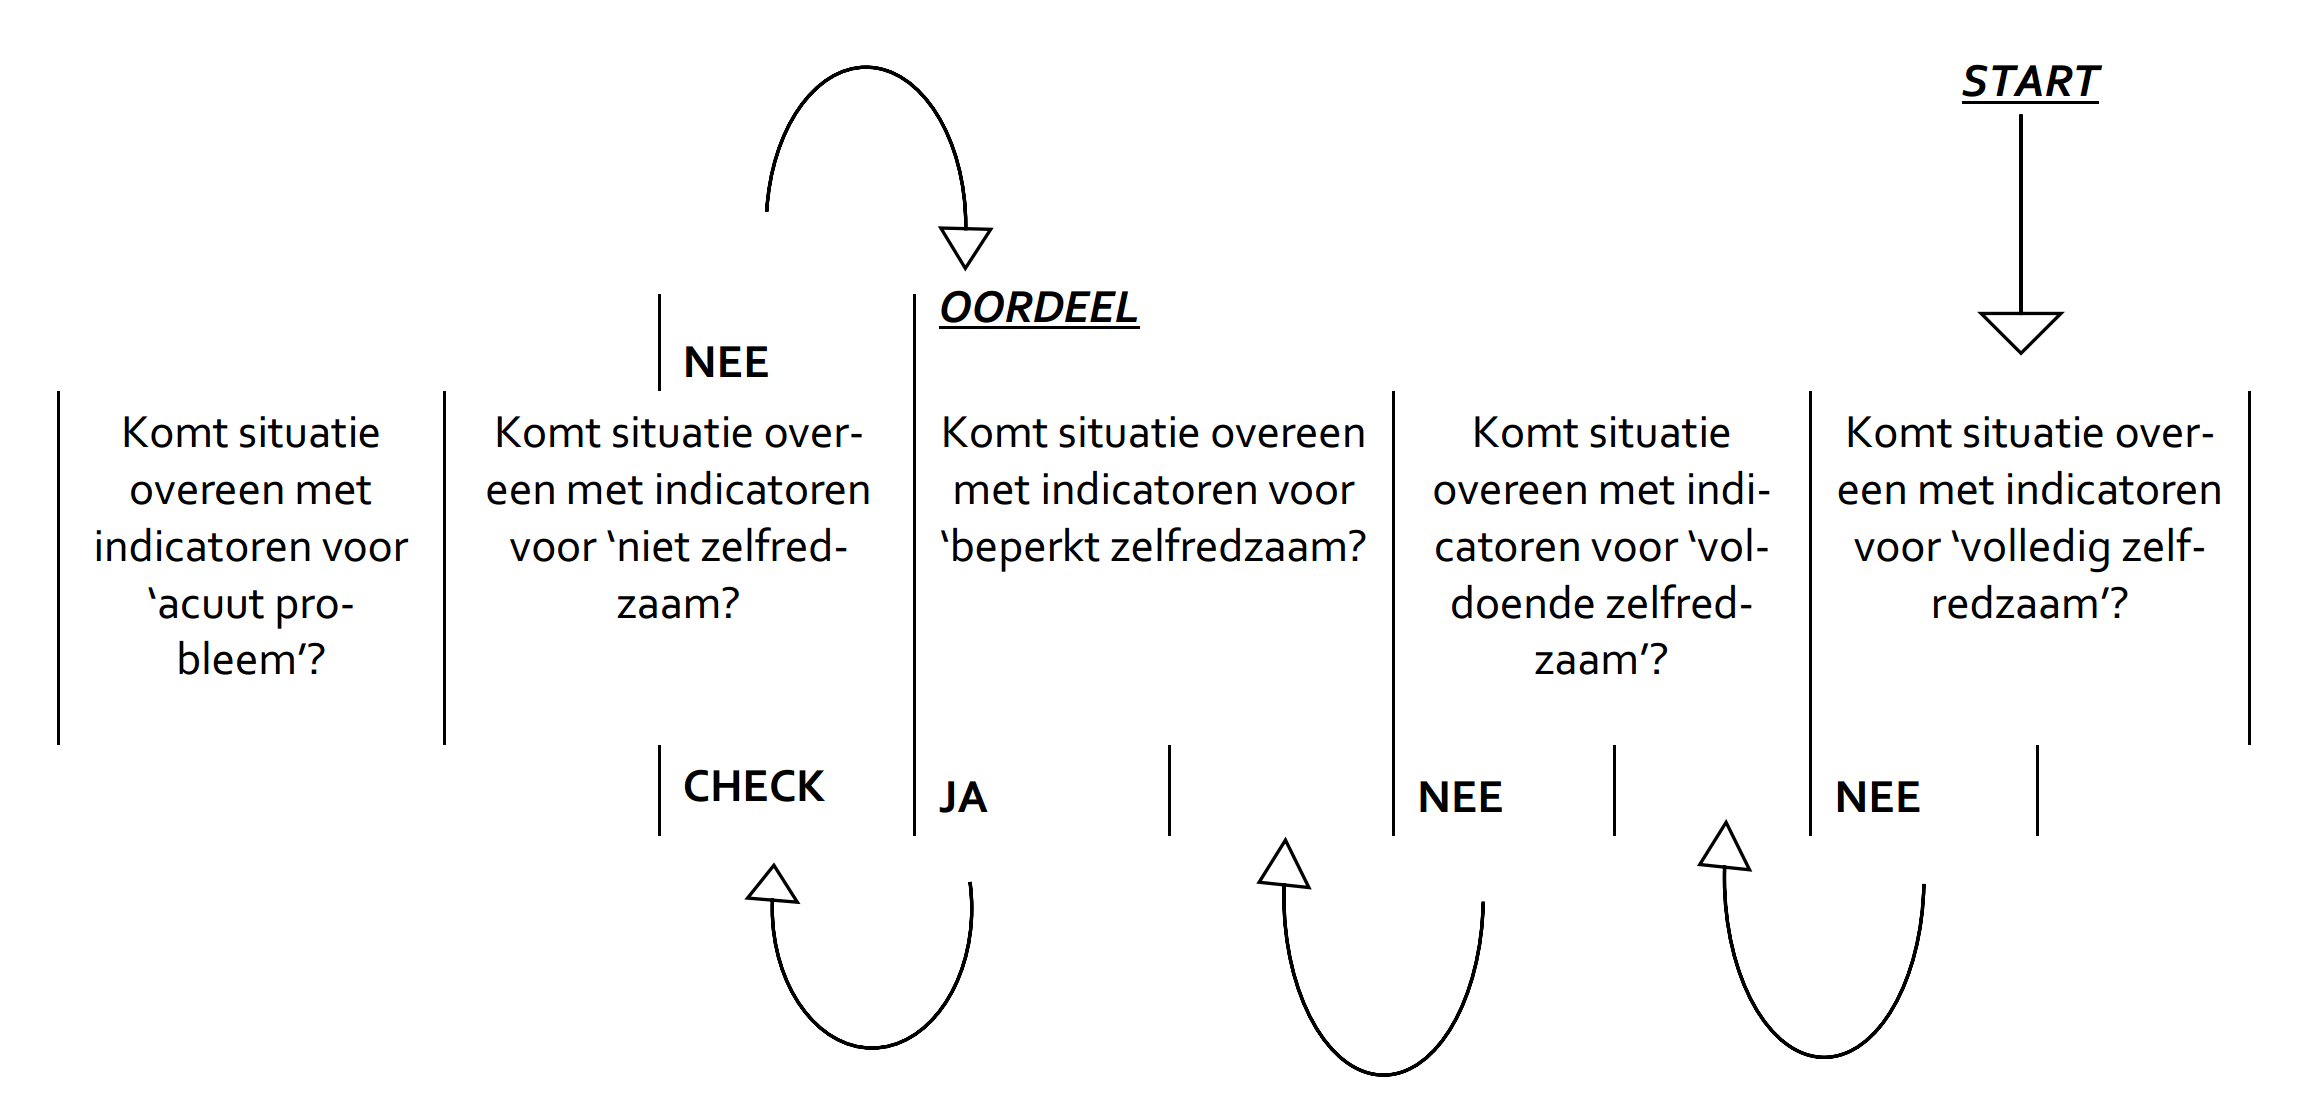 START
OORDEEL
NEE
Komt situatie
overeen met
indicatoren voor
‘acuut pro-
bleem’?
Komt situatie over-
een met indicatoren
voor ‘niet zelfred-
zaam?
Komt situatie overeen
met indicatoren voor
‘beperkt zelfredzaam?
Komt situatie
overeen met indi-
catoren voor ‘vol-
doende zelfred-
zaam’?
Komt situatie over-
een met indicatoren
voor ‘volledig zelf-
redzaam’?
CHECK
JA
NEE
NEE